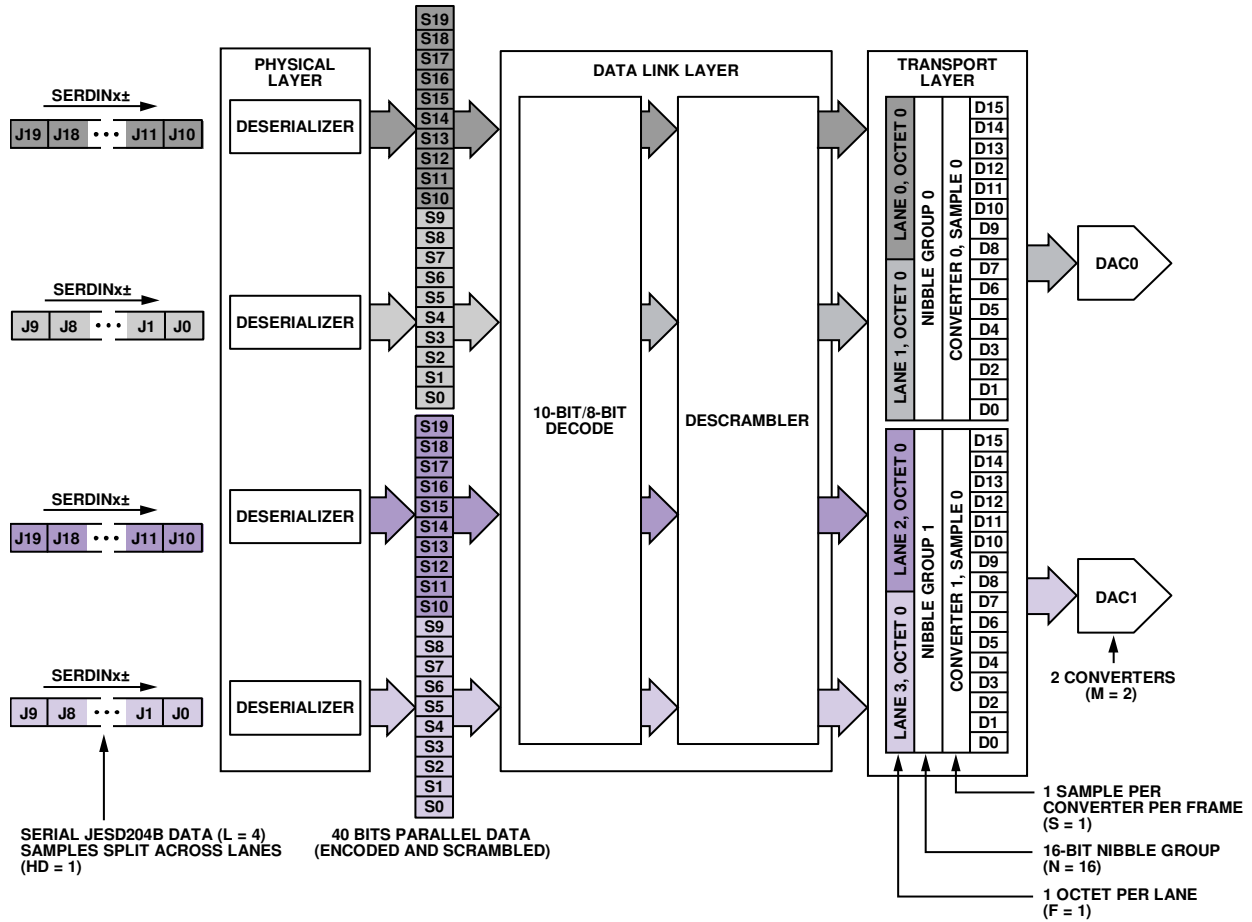 PHYSICAL
LAYER
DATA LINK LAYER
TRANSPORT
LAYER
SERDINx±
J19 J18 ••• J11 J10
DESERIALIZER
SERDINx±
J9 J8 ••• J1 J0
DESERIALIZER
SERDINx±
J19 J18 ••• J11 J10
DESERIALIZER
SERDINx±
J9 J8 ••• J1 J0
DESERIALIZER
S19
S18
S17
S16
S15
S14
S13
S12
S11
S10
S9
S8
S7
S6
S5
S4
S3
S2
S1
S0
S19
S18
S17
S16
S15
S14
S13
S12
S11
S10
S9
S8
S7
S6
S5
S4
S3
S2
S1
S0
10-BIT/8-BIT
DECODE
DESCRAMBLER
LANE 0, OCTET 0
LANE 1, OCTET 0
NIBBLE GROUP 0
CONVERTER 0, SAMPLE 0
D15
D14
D13
D12
D11
D10
D9
D8
D7
D6
D5
D4
D3
D2
D1
D0
DAC0
LANE 2, OCTET 0
LANE 3, OCTET 0
NIBBLE GROUP 1
CONVERTER 1, SAMPLE 0
D15
D14
D13
D12
D11
D10
D9
D8
D7
D6
D5
D4
D3
D2
D1
D0
DAC1
2 CONVERTERS
(M = 2)
SERIAL JESD204B DATA (L = 4)
SAMPLES SPLIT ACROSS LANES
(HD = 1)
40 BITS PARALLEL DATA
(ENCODED AND SCRAMBLED)
1 SAMPLE PER
CONVERTER PER FRAME
(S = 1)
16-BIT NIBBLE GROUP
(N = 16)
1 OCTET PER LANE
(F = 1)